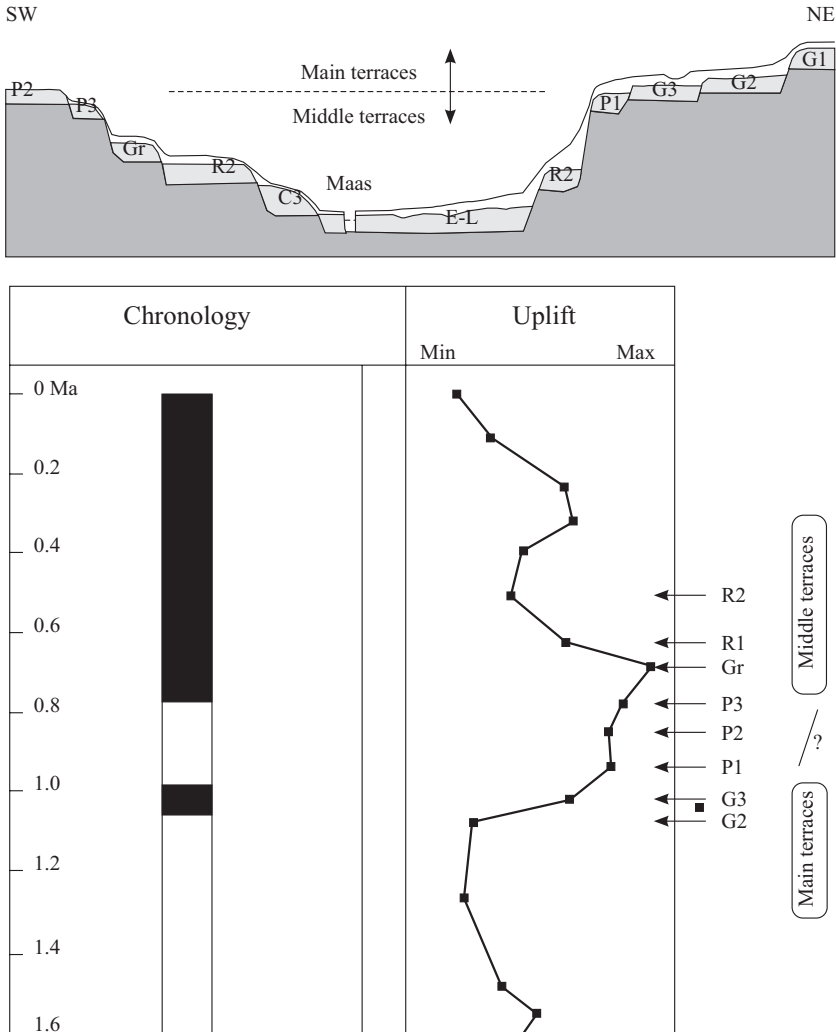 SW
NE
Main terraces
Middle terraces
P2
P3
Gr
R2
C3
Maas
E-L
R2
P1
G3
G2
G1
Chronology
Uplift
Min
Max
0 Ma
0.2
0.4
0.6
0.8
1.0
1.2
1.4
1.6
R2
R1
Gr
P3
P2
P1
G3
G2
Middle terraces
?
Main terraces